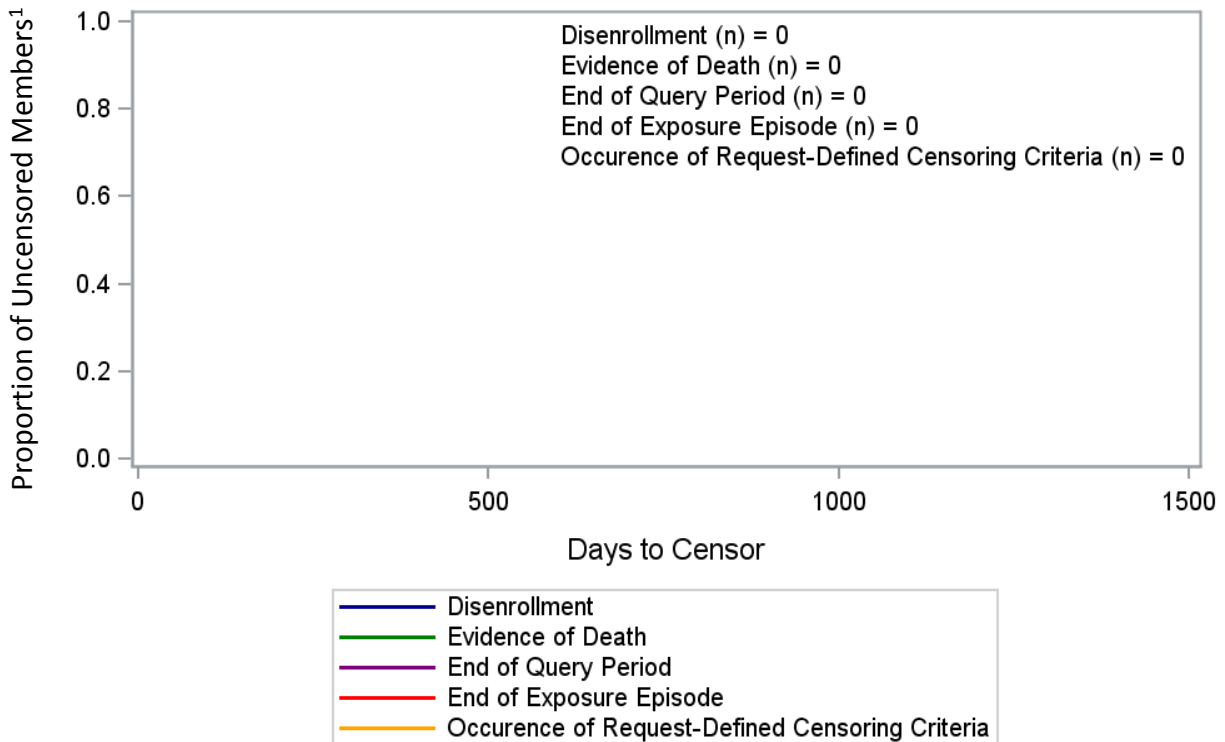 Proportion of Uncensored Members¹
1.0
0.8
0.6
0.4
0.2
0.0
Disenrollment (n) = 0
Evidence of Death (n) = 0
End of Query Period (n) = 0
End of Exposure Episode (n) = 0
Occurence of Request-Defined Censoring Criteria (n) = 0
0 500 1000 1500
Days to Censor
Disenrollment
Evidence of Death
End of Query Period
End of Exposure Episode
Occurence of Request-Defined Censoring Criteria